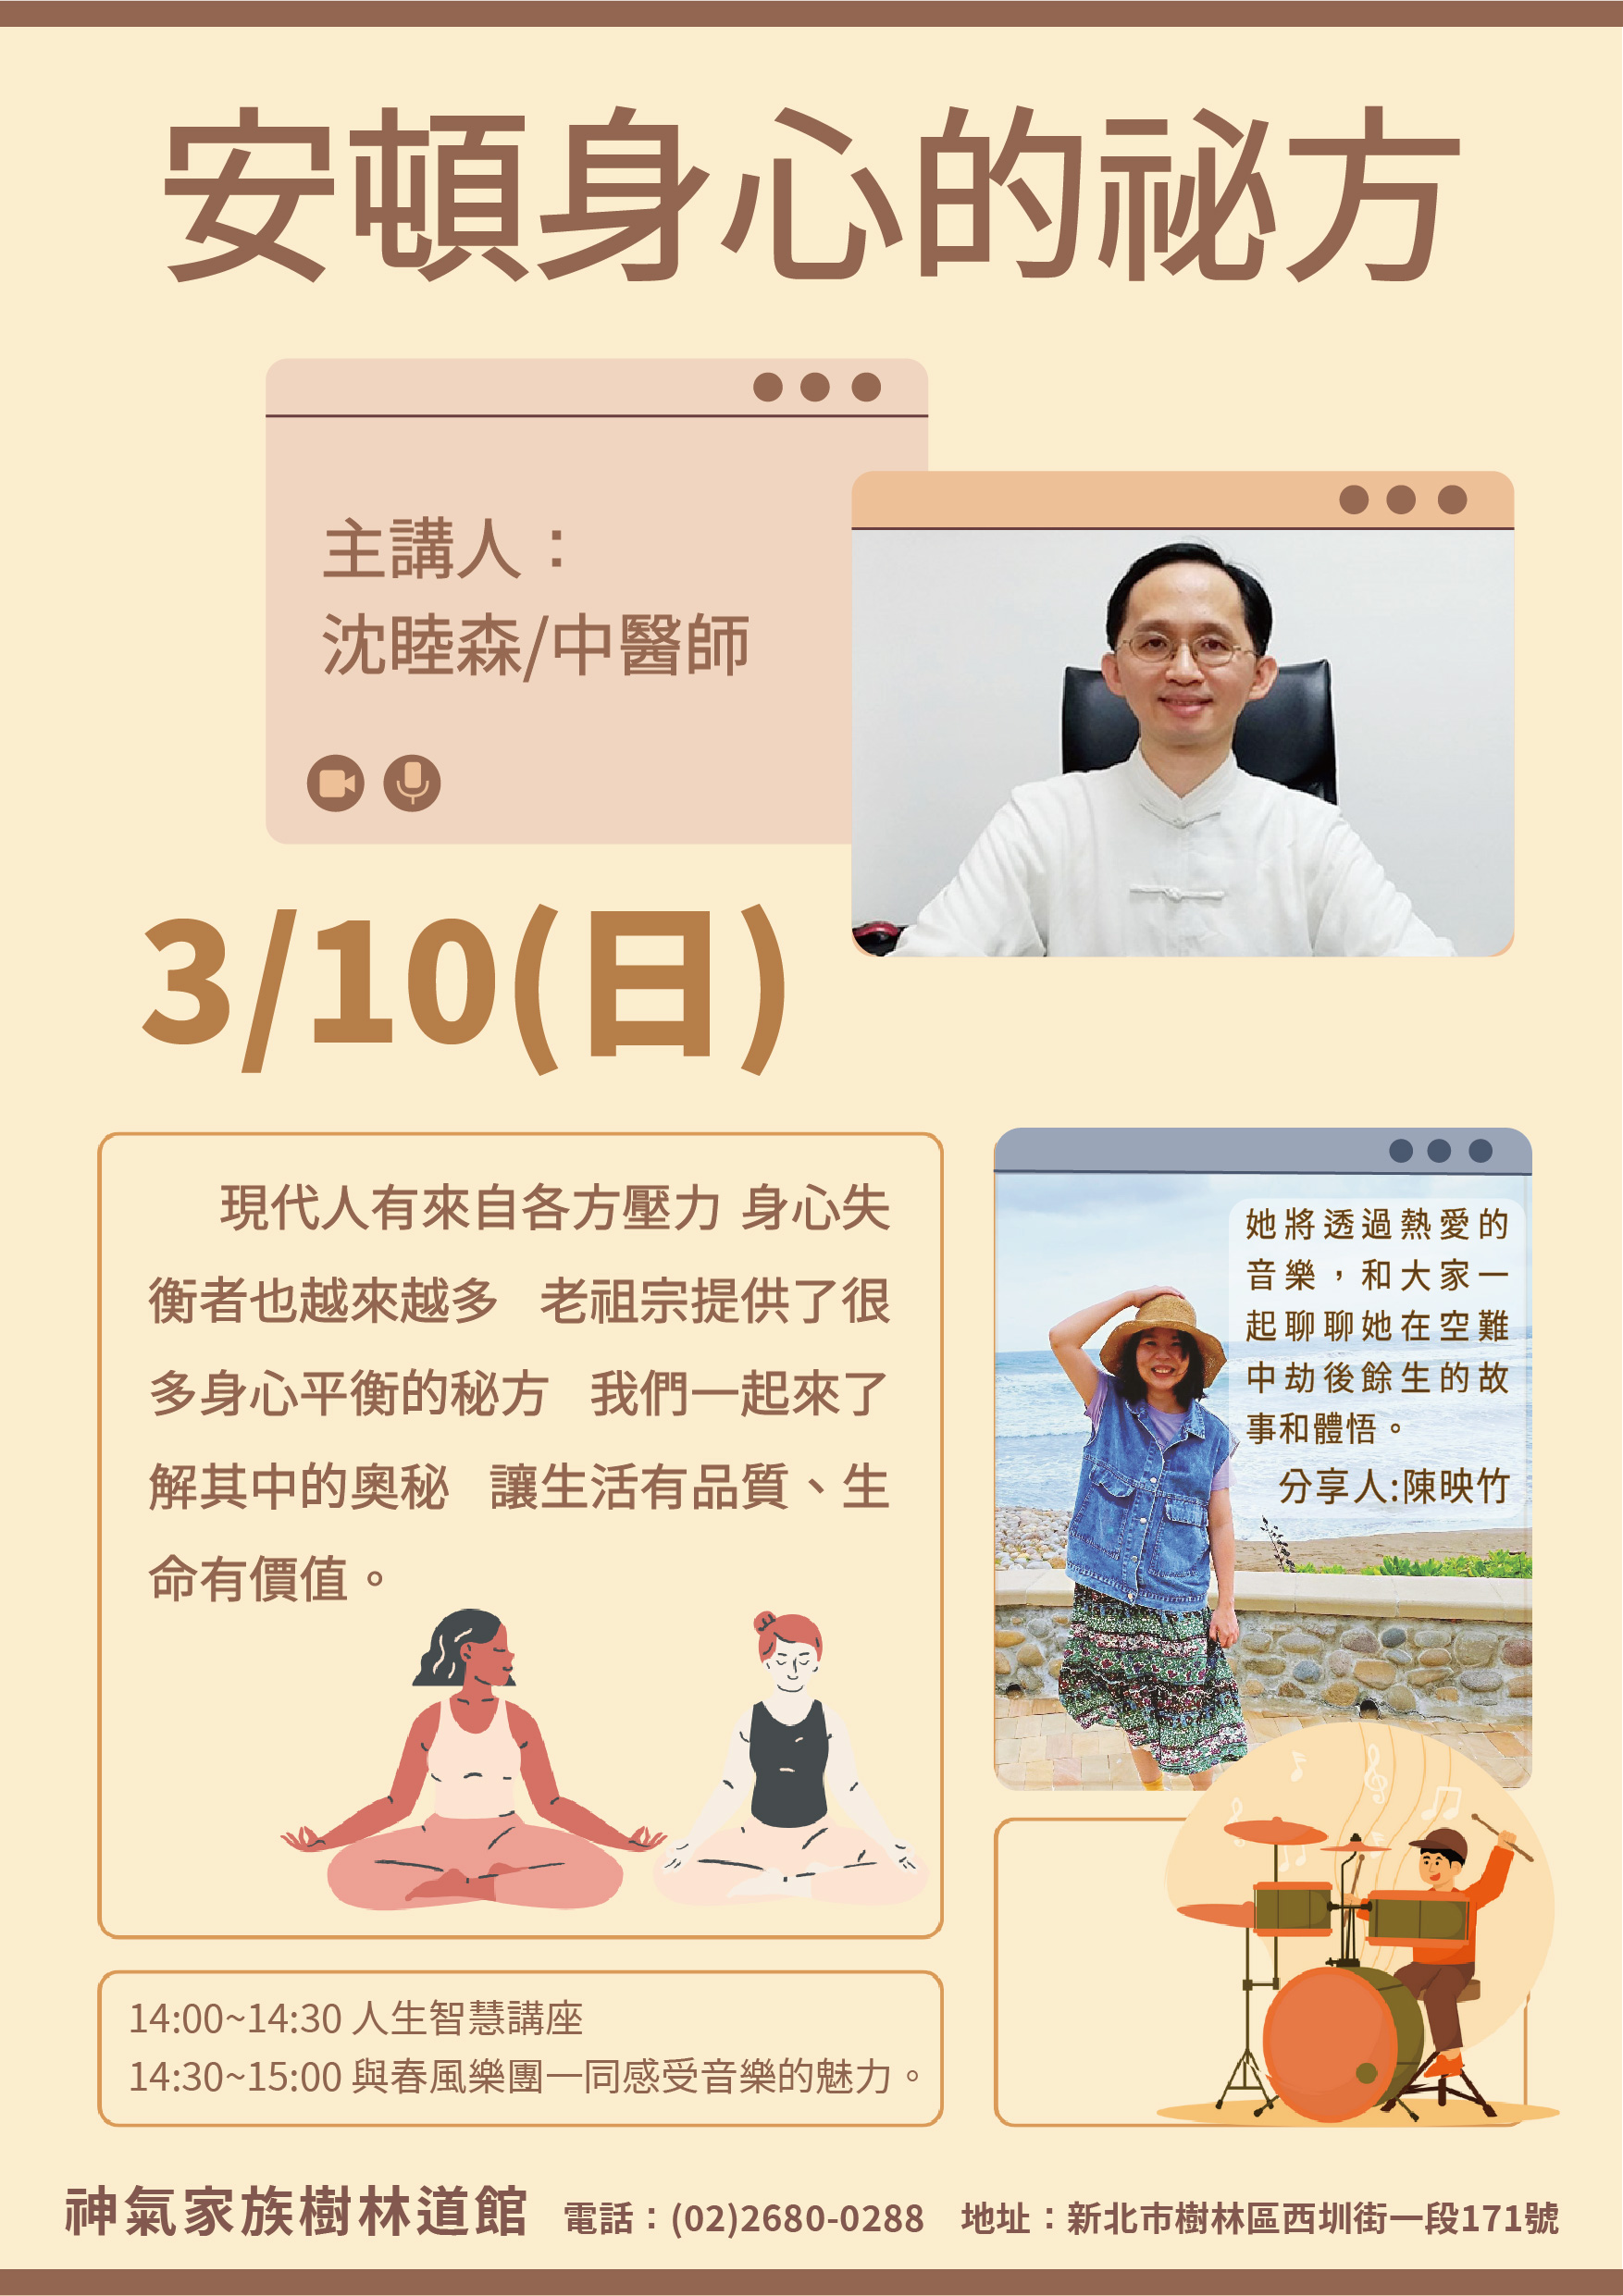 安頓身心的祕方
主講人：
沈睦森/中醫師
3/10(日)
現代人有來自各方壓力 身心失
衡者也越來越多 老祖宗提供了很
多身心平衡的秘方 我們一起來了
解其中的奧秘 讓生活有品質、生
命有價值。
她將透過熱愛的
音樂，和大家一
起聊聊她在空難
中劫後餘生的故
事和體悟。
分享人:陳映竹
14:00~14:30 人生智慧講座
14:30~15:00 與春風樂團一同感受音樂的魅力。
神氣家族樹林道館 電話：(02)2680-0288 地址：新北市樹林區西圳街一段171號